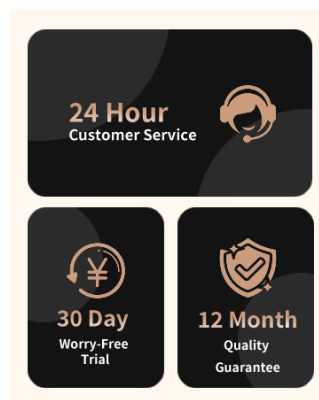 24 Hour
Customer Service
¥
30 Day
Worry-Free
Trial
12 Month
Quality
Guarantee